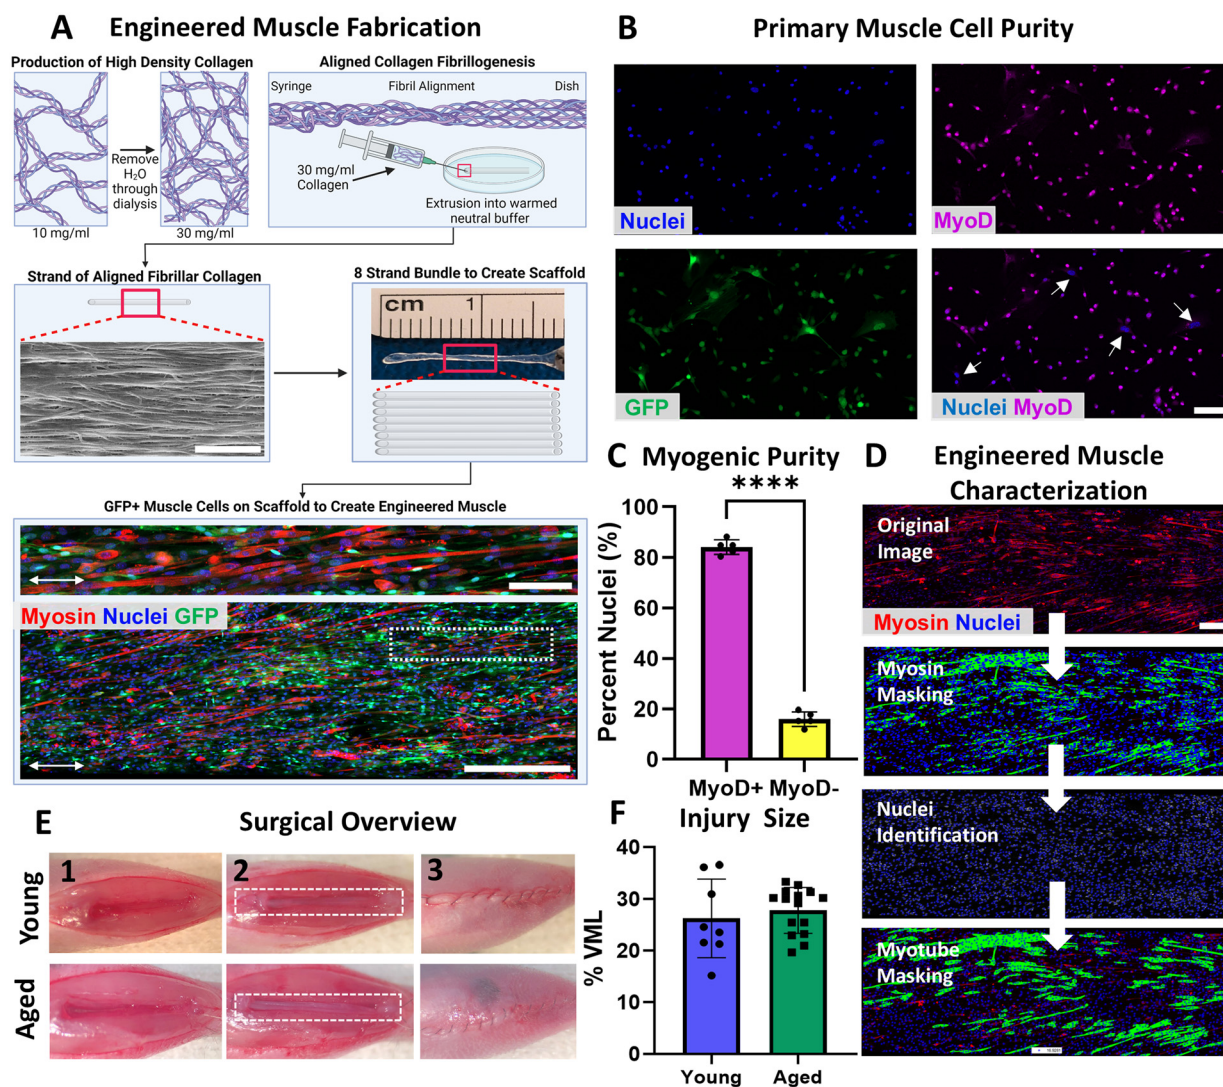 A Engineered Muscle Fabrication
Production of High Density Collagen
Remove
H₂O
through
dialysis
10 mg/ml
30 mg/ml
Aligned Collagen Fibrillogenesis
Syringe
Fibril Alignment
Dish
30 mg/ml
Collagen
Extrusion into warmed
neutral buffer
Strand of Aligned Fibrillar Collagen
8 Strand Bundle to Create Scaffold
cm 1
GFP+ Muscle Cells on Scaffold to Create Engineered Muscle
Myosin Nuclei GFP
B Primary Muscle Cell Purity
Nuclei
MyoD
GFP
Nuclei MyoD
C Myogenic Purity
****
Percent Nuclei (%)
100
80
60
40
20
0
MyoD+ MyoD-
D Engineered Muscle
Characterization
Original
Image
Myosin Nuclei
Myosin
Masking
Nuclei
Identification
Myotube
Masking
E Surgical Overview
1
2
3
Young
Aged
F Injury Size
% VML
40
30
20
10
0
Young
Aged